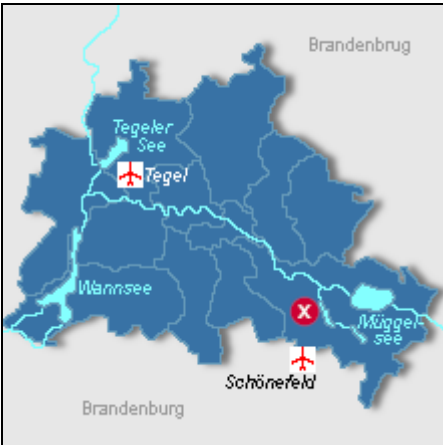 Brandenbrug
Tegeler
See
Tegel
Wannsee
X
Müggel-
see
Schönefeld
Brandenburg